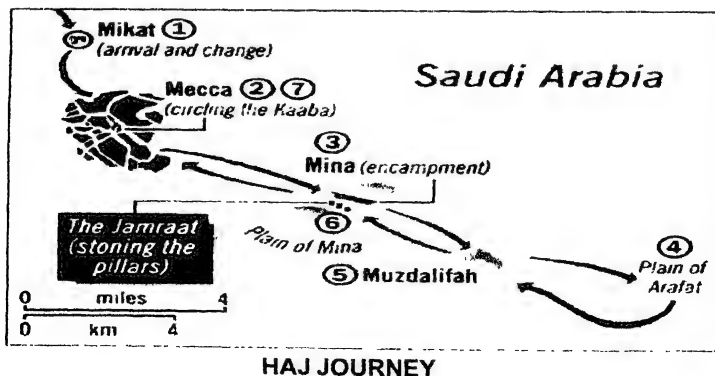 Mikat ①
(arrival and change)
Mecca ② ⑦
(circling the Kaaba)
Saudi Arabia
③
Mina (encampment)
The Jamraat
(stoning the
pillars)
⑥
Plain of Mina
⑤ Muzdalifah
④
Plain of
Arafat
0 miles 4
0 km 4
HAJ JOURNEY